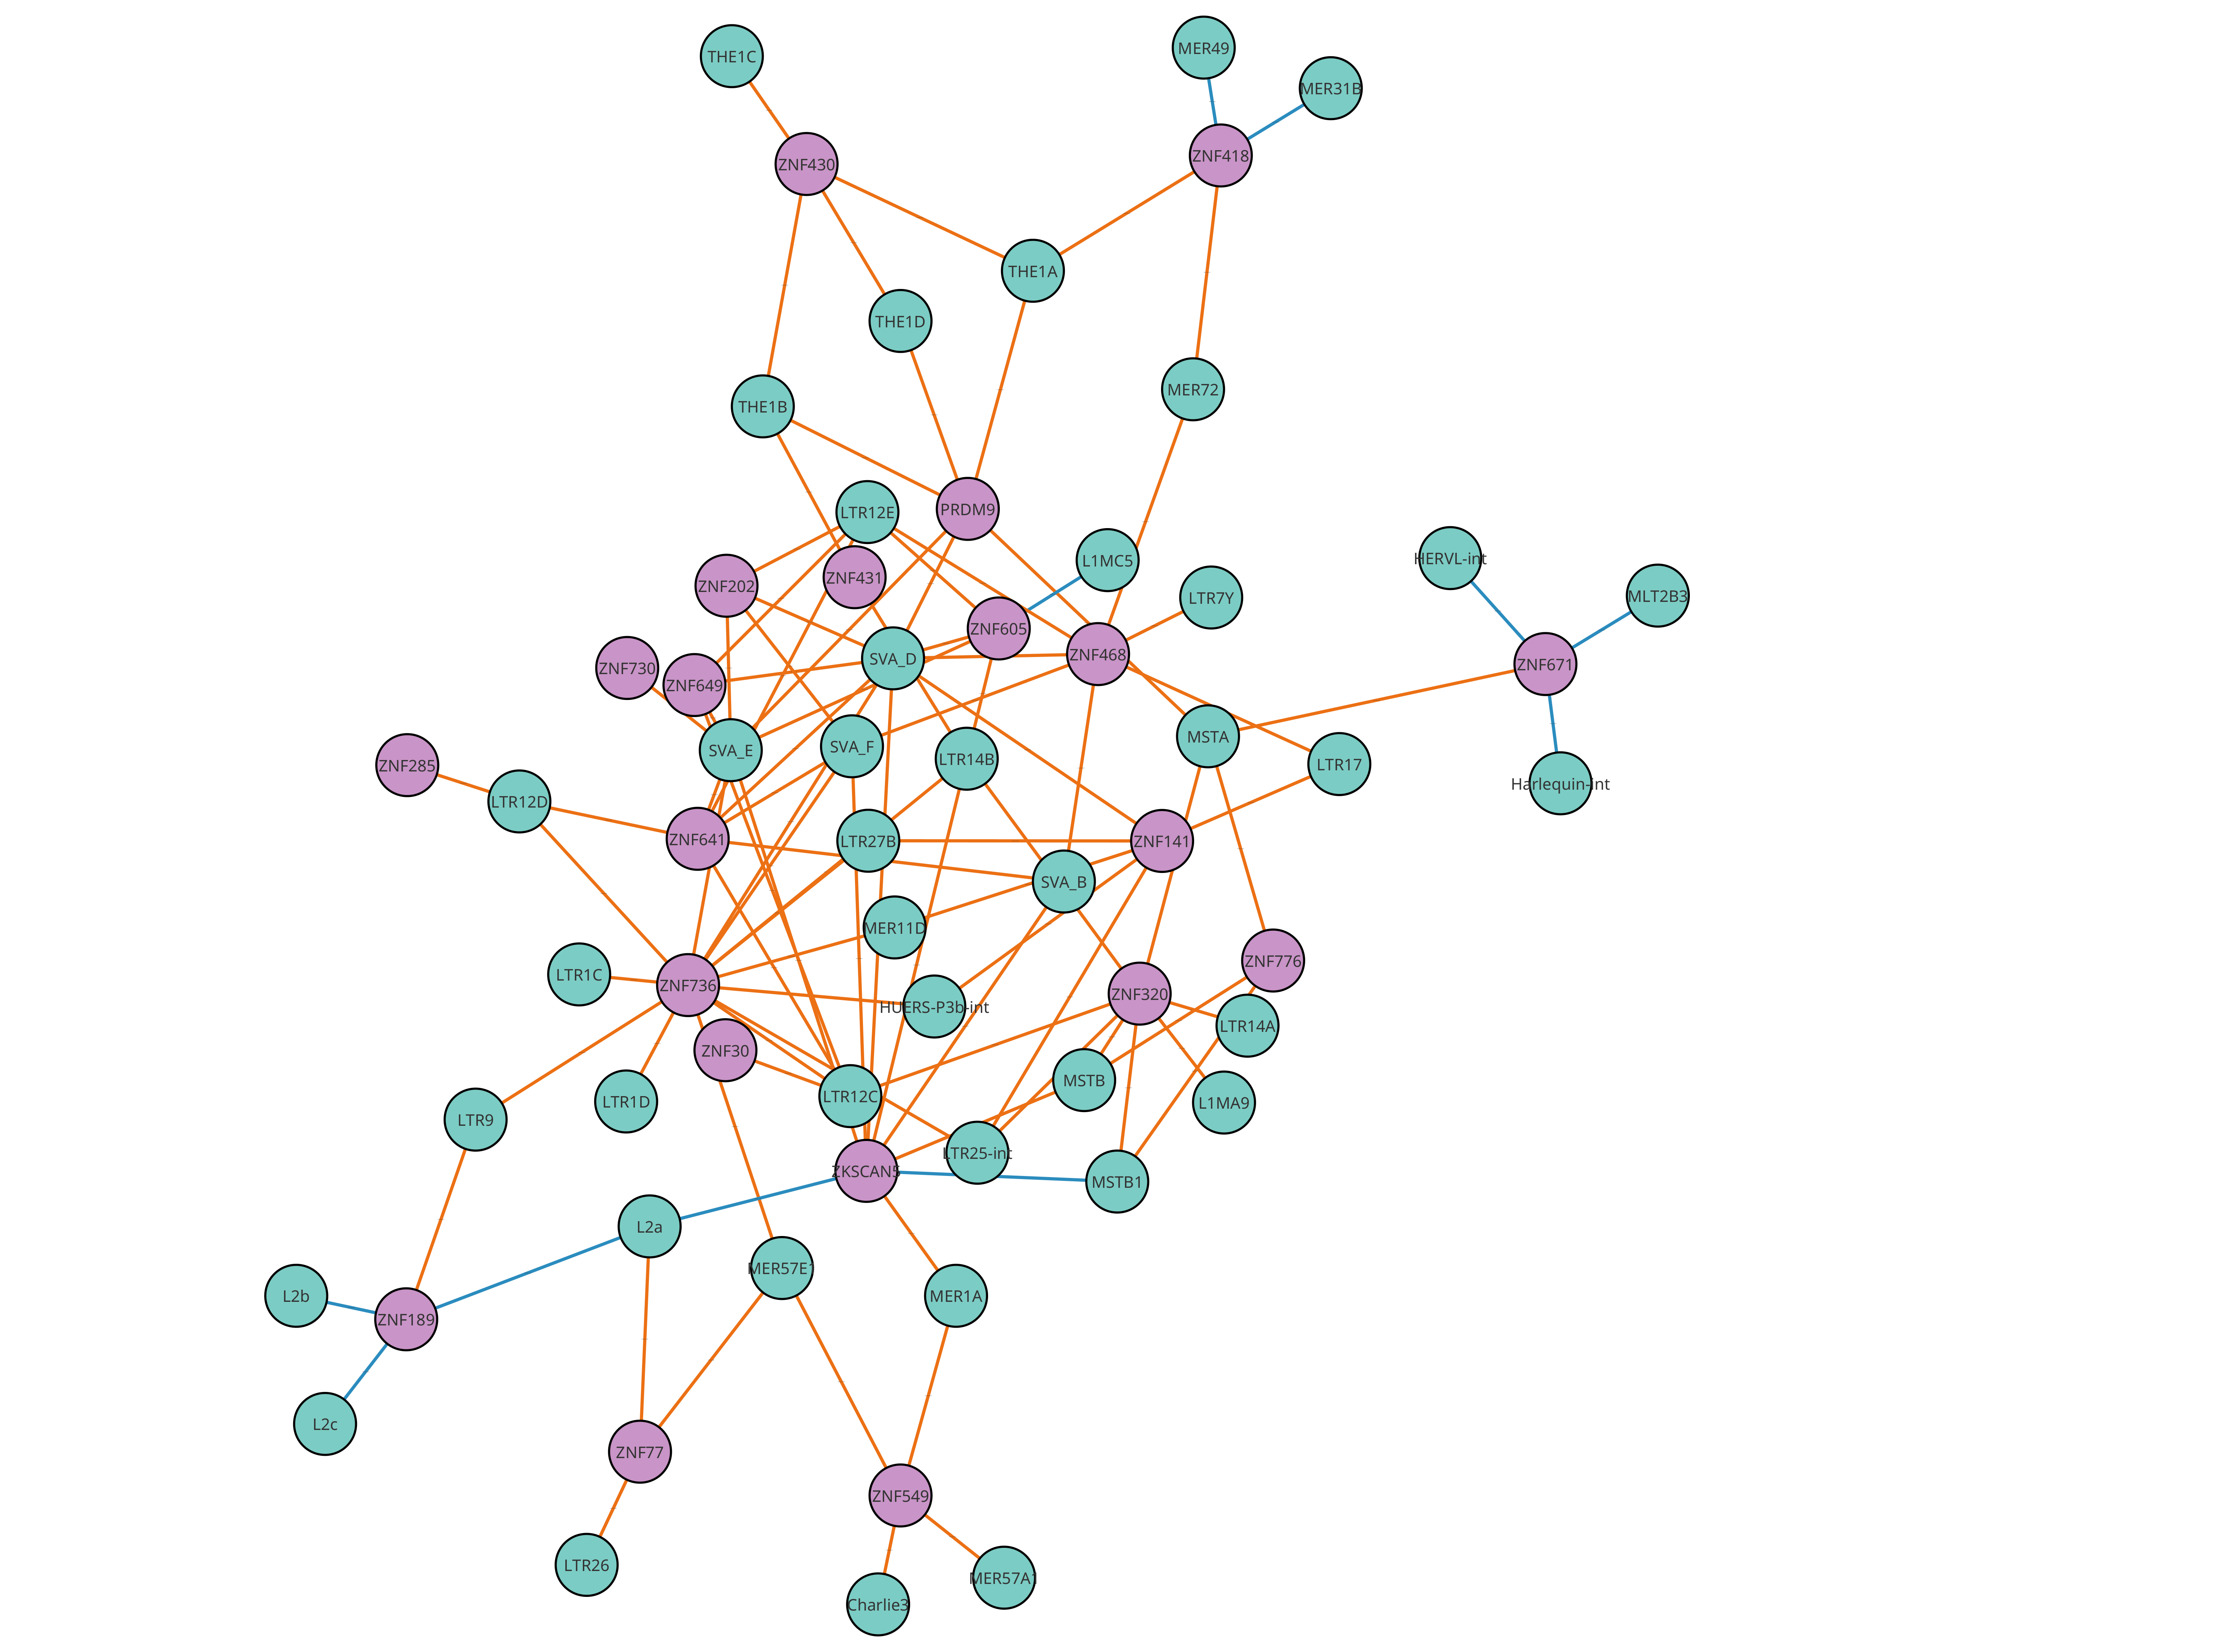 MER49
THE1C
MER31B
ZNF418
ZNF430
THE1A
THE1D
MER72
THE1B
PRDM9
LTR12E
HERVL-int
L1MC5
ZNF431
ZNF202
MLT2B3
LTR7Y
ZNF605
ZNF468
SVA_D
ZNF671
ZNF730
ZNF649
MSTA
SVA_F
SVA_E
LTR14B
LTR17
ZNF285
Harlequin-int
LTR12D
ZNF641
LTR27B
ZNF141
SVA_B
MER11D
ZNF776
LTR1C
ZNF736
ZNF320
HUERS-P3b-int
LTR14A
ZNF30
MSTB
LTR12C
LTR1D
L1MA9
LTR9
LTR25-int
ZKSCAN5
MSTB1
L2a
MER57E1
L2b
MER1A
ZNF189
L2c
ZNF77
ZNF549
LTR26
MER57A1
Charlie3